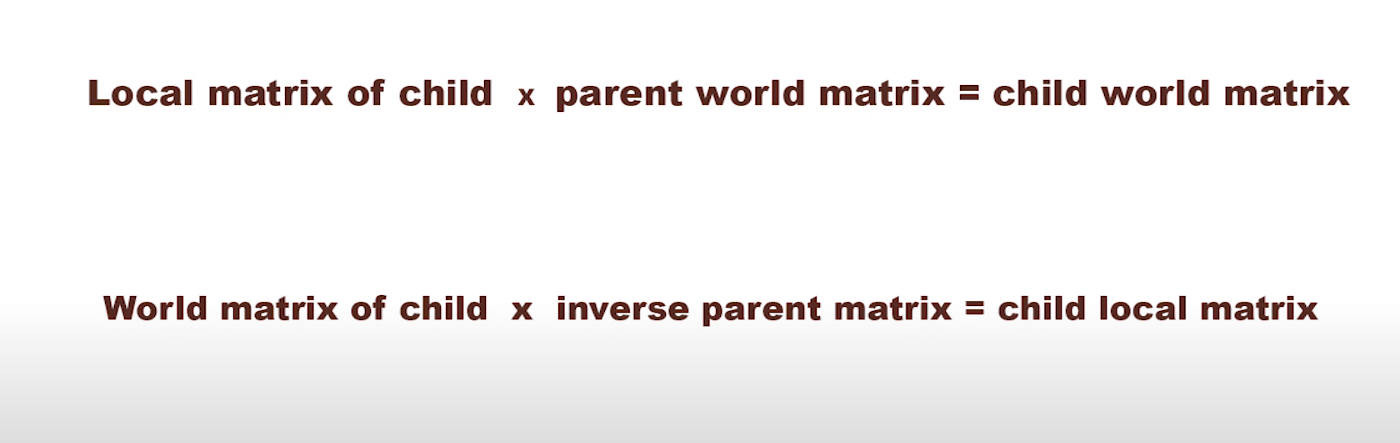 Local matrix of child x parent world matrix = child world matrix
World matrix of child x inverse parent matrix = child local matrix